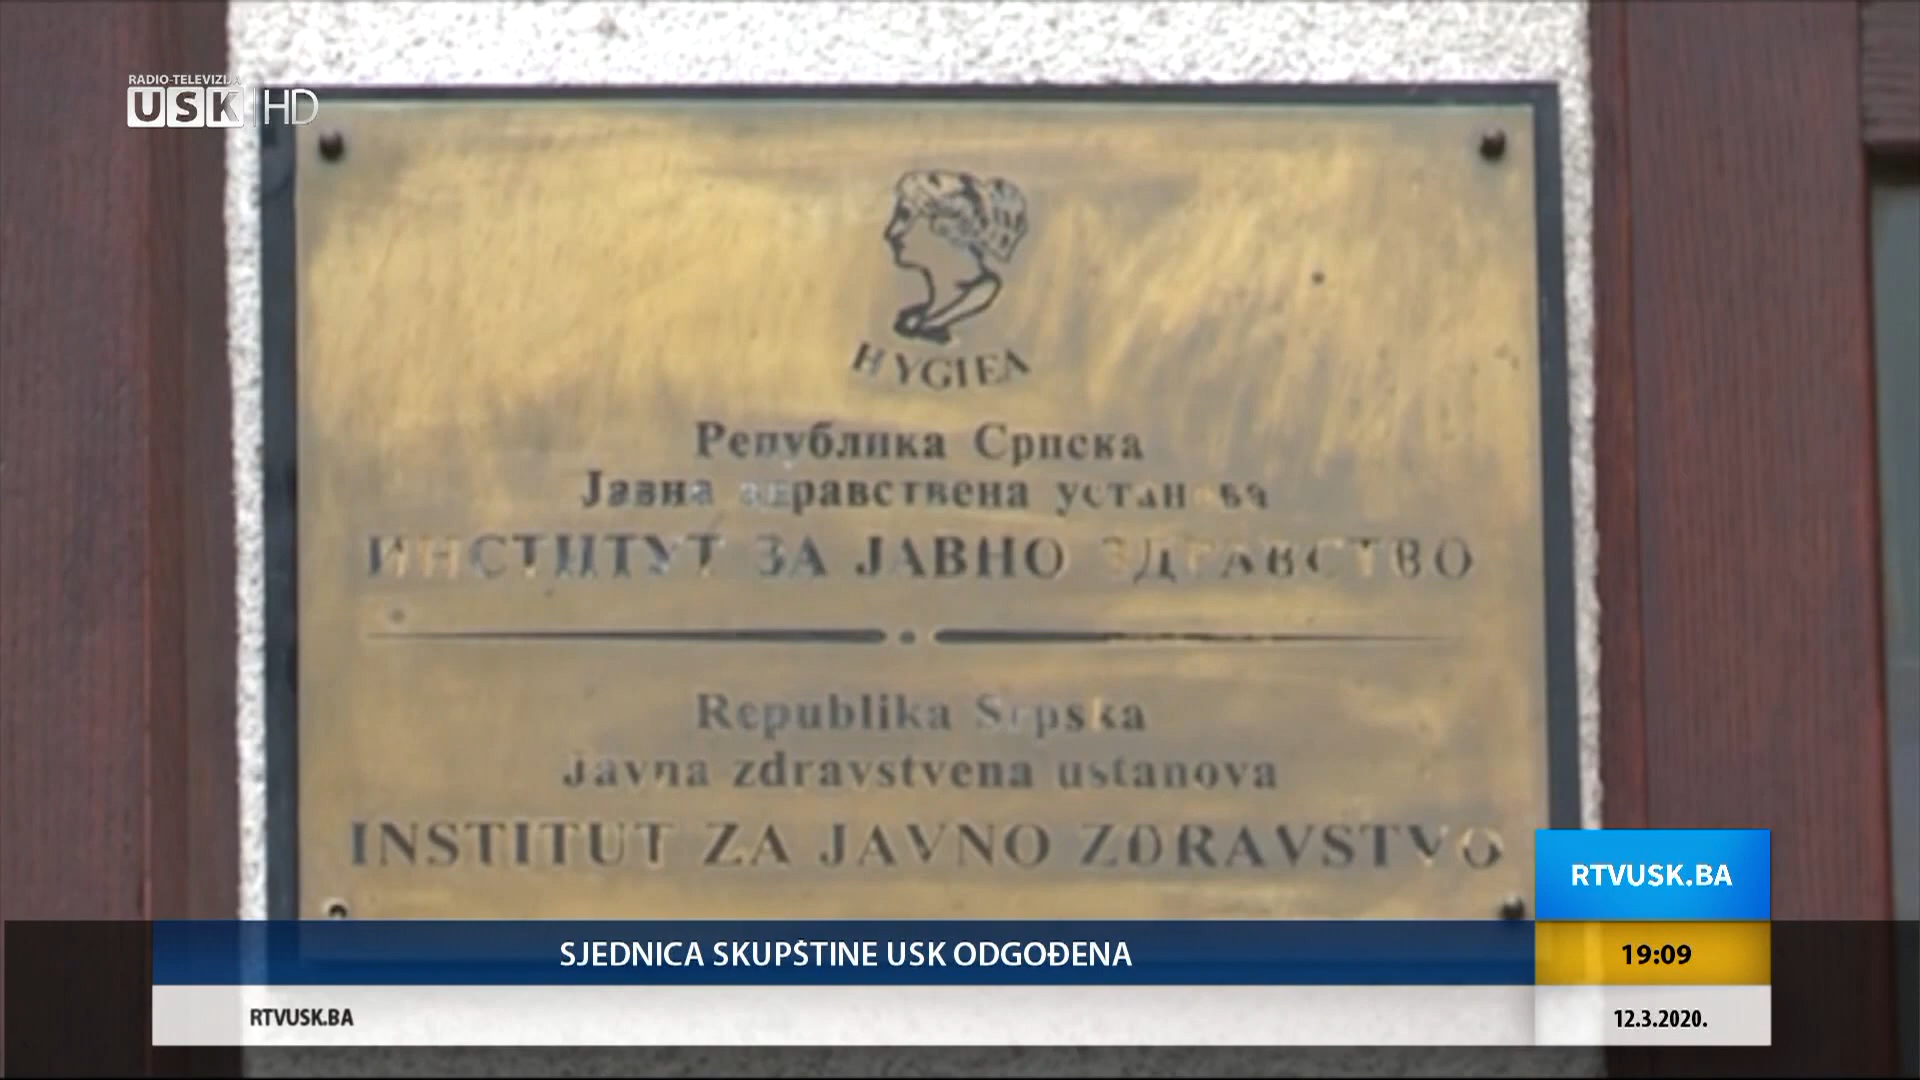 RADIO-TELEVIZIJA
USK HD
HYGIEA
Република Српска
Јавна здравствена установа
ИНСТИТУТ ЗА ЈАВНО ЗДРАВСТВО
Republika Srpska
Javna zdravstvena ustanova
INSTITUT ZA JAVNO ZDRAVSTVO
RTVUSK.BA
SJEDNICA SKUPŠTINE USK ODGOĐENA
19:09
RTVUSK.BA
12.3.2020.